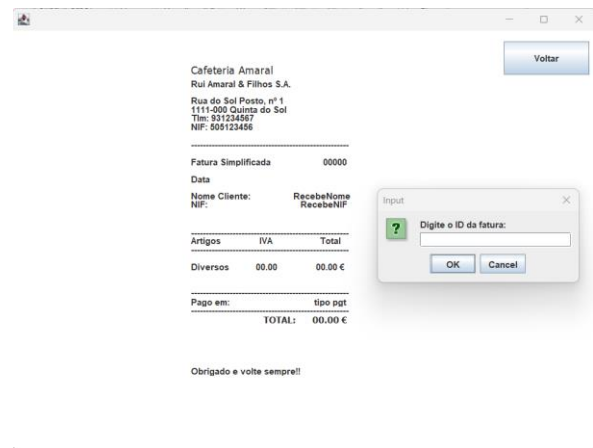 Voltar
Cafeteria Amaral
Rui Amaral & Filhos S.A.
Rua do Sol Posto, nº 1
1111-000 Quinta do Sol
Tlm: 931234567
NIF: 505123456
Fatura Simplificada 00000
Data
Nome Cliente: RecebeNome
NIF: RecebeNIF
Artigos IVA Total
Diversos 00.00 00.00 €
Pago em: tipo pgt
TOTAL: 00.00 €
Obrigado e volte sempre!!
Input
Digite o ID da fatura:
OK Cancel